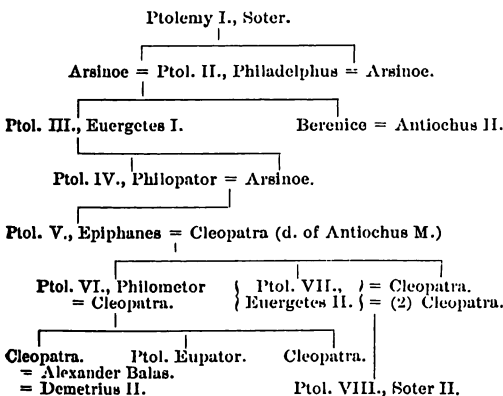 Ptolemy I., Soter.
Arsinoe = Ptol. II., Philadelphus = Arsinoe.
Ptol. III., Euergetes I. Berenice = Antiochus II.
Ptol. IV., Philopator = Arsinoe.
Ptol. V., Epiphanes = Cleopatra (d. of Antiochus M.)
Ptol. VI., Philometor { Ptol. VII., } = Cleopatra.
= Cleopatra. { Euergetes II. } = (2) Cleopatra.
Cleopatra. Ptol. Eupator. Cleopatra.
= Alexander Balas.
= Demetrius II. Ptol. VIII., Soter II.